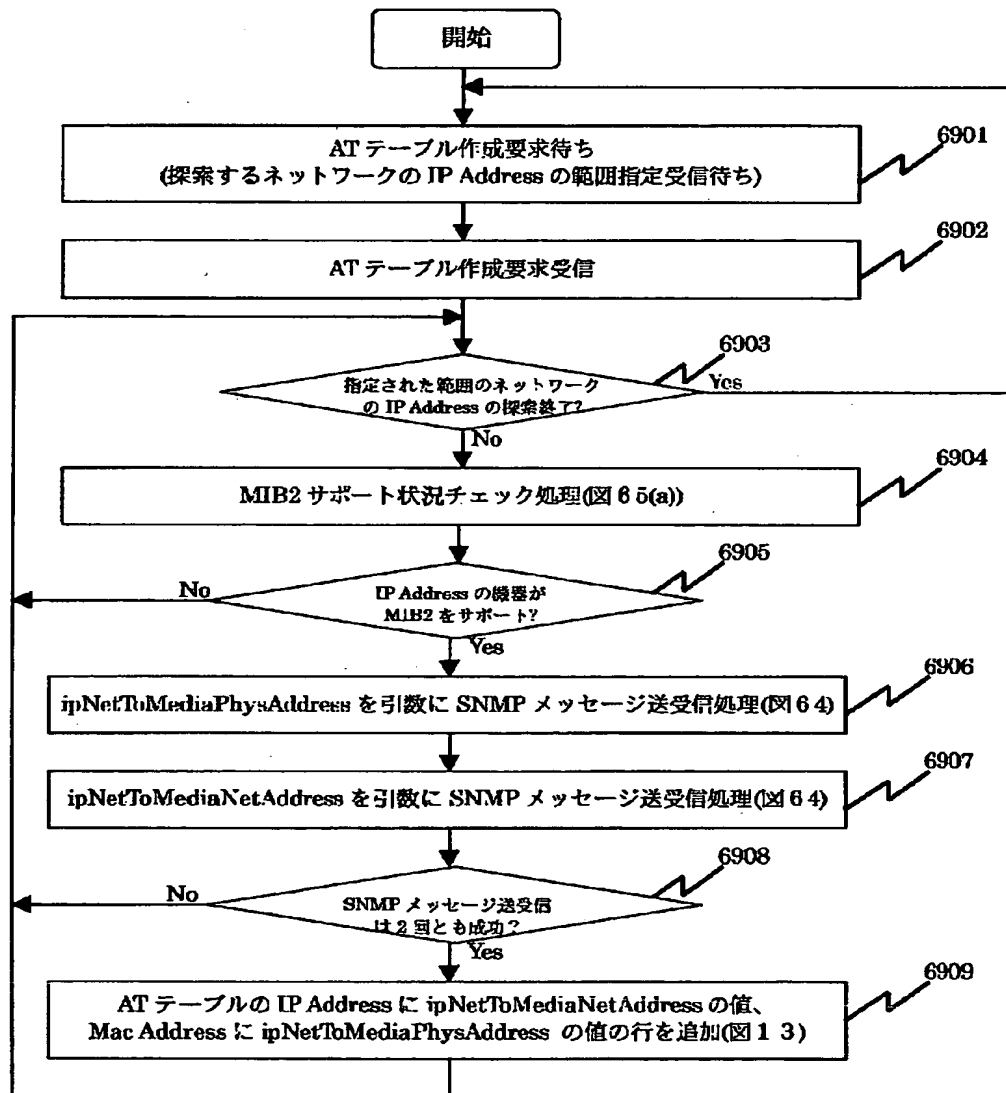 開始
6901
AT テーブル作成要求待ち
(探索するネットワークの IP Address の範囲指定受信待ち)
6902
AT テーブル作成要求受信
6903
指定された範囲のネットワーク
の IP Address の探索終了?
Yes
No
6904
MIB2 サポート状況チェック処理(図６5(a))
6905
IP Address の機器が
MIB2 をサポート?
No
Yes
6906
ipNetToMediaPhysAddress を引数に SNMP メッセージ送受信処理(図６４)
6907
ipNetToMediaNetAddress を引数に SNMP メッセージ送受信処理(図６４)
6908
SNMP メッセージ送受信
は２回とも成功？
No
Yes
6909
AT テーブルの IP Address に ipNetToMediaNetAddress の値、
Mac Address に ipNetToMediaPhysAddress の値の行を追加(図１３)